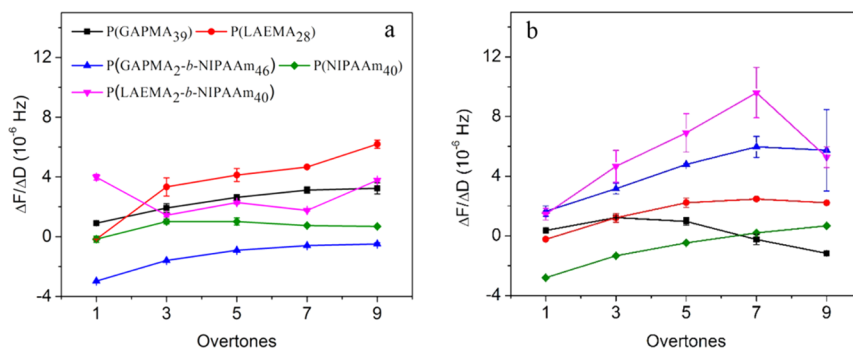 a
P(GAPMA39) P(LAEMA28)
P(GAPMA2-b-NIPAAm46) P(NIPAAm40)
P(LAEMA2-b-NIPAAm40)
ΔF/ΔD (10-6 Hz)
12
8
4
0
-4
1 3 5 7 9
Overtones
b
ΔF/ΔD (10-6 Hz)
12
8
4
0
-4
1 3 5 7 9
Overtones